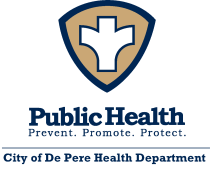 Public Health
Prevent. Promote. Protect.
City of De Pere Health Department